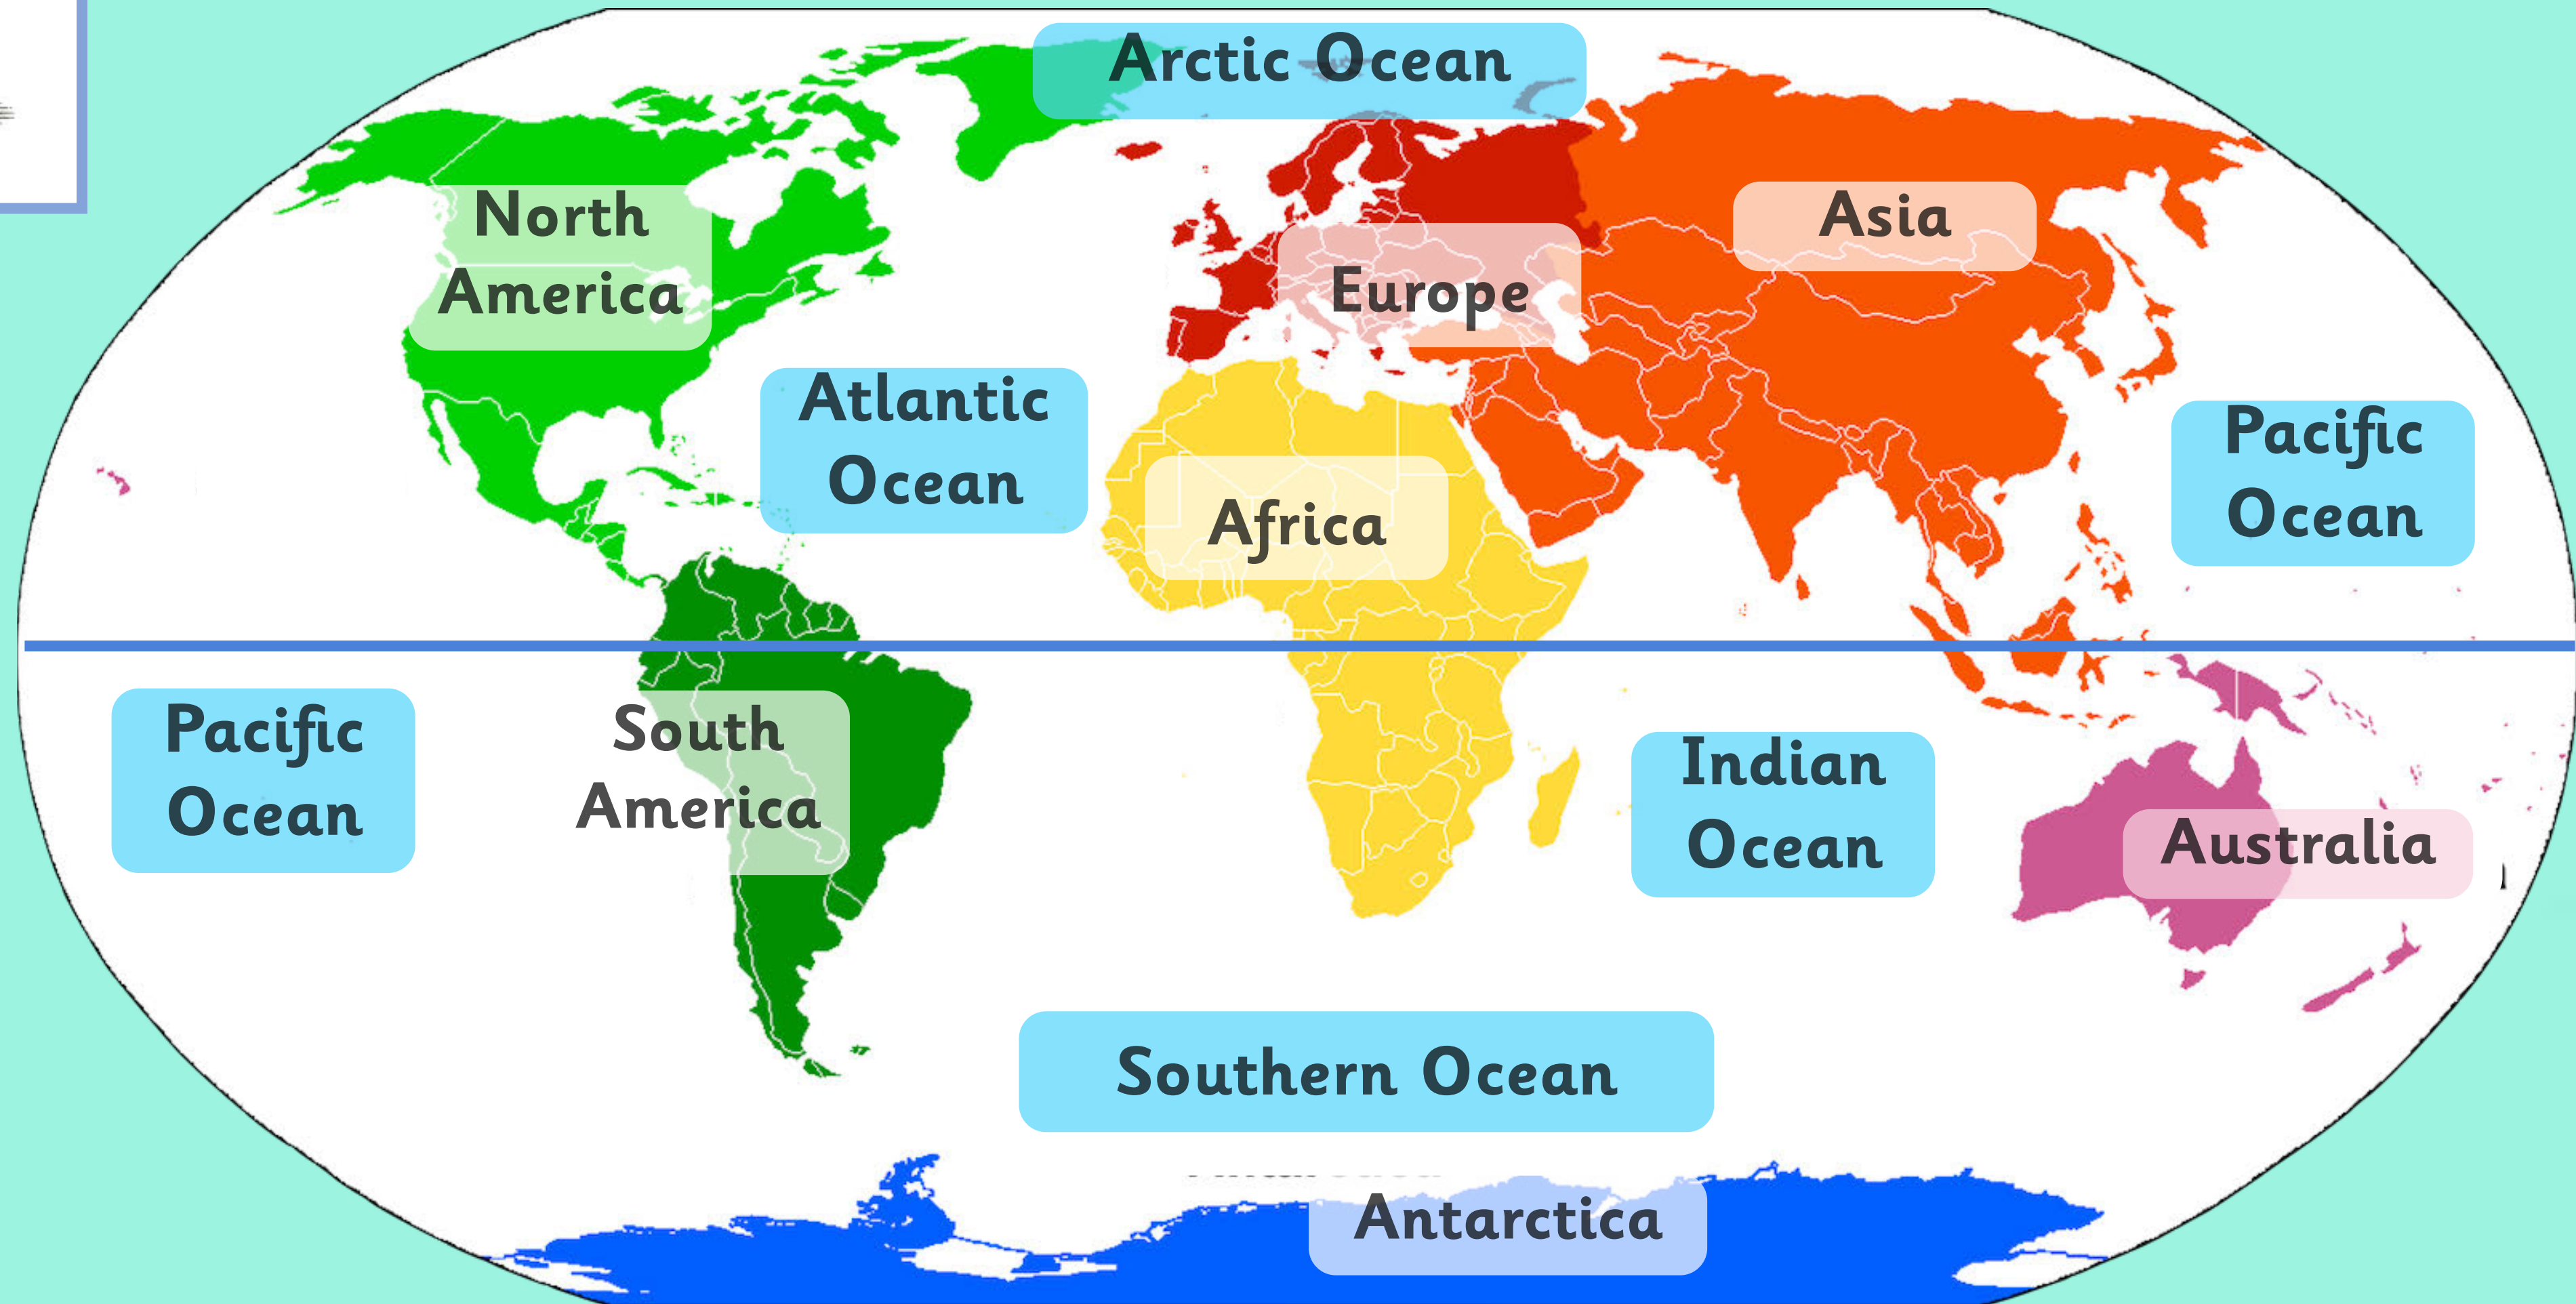 Arctic Ocean
North
America
Asia
Europe
Atlantic
Ocean
Pacific
Ocean
Africa
Pacific
Ocean
South
America
Indian
Ocean
Australia
Southern Ocean
Antarctica